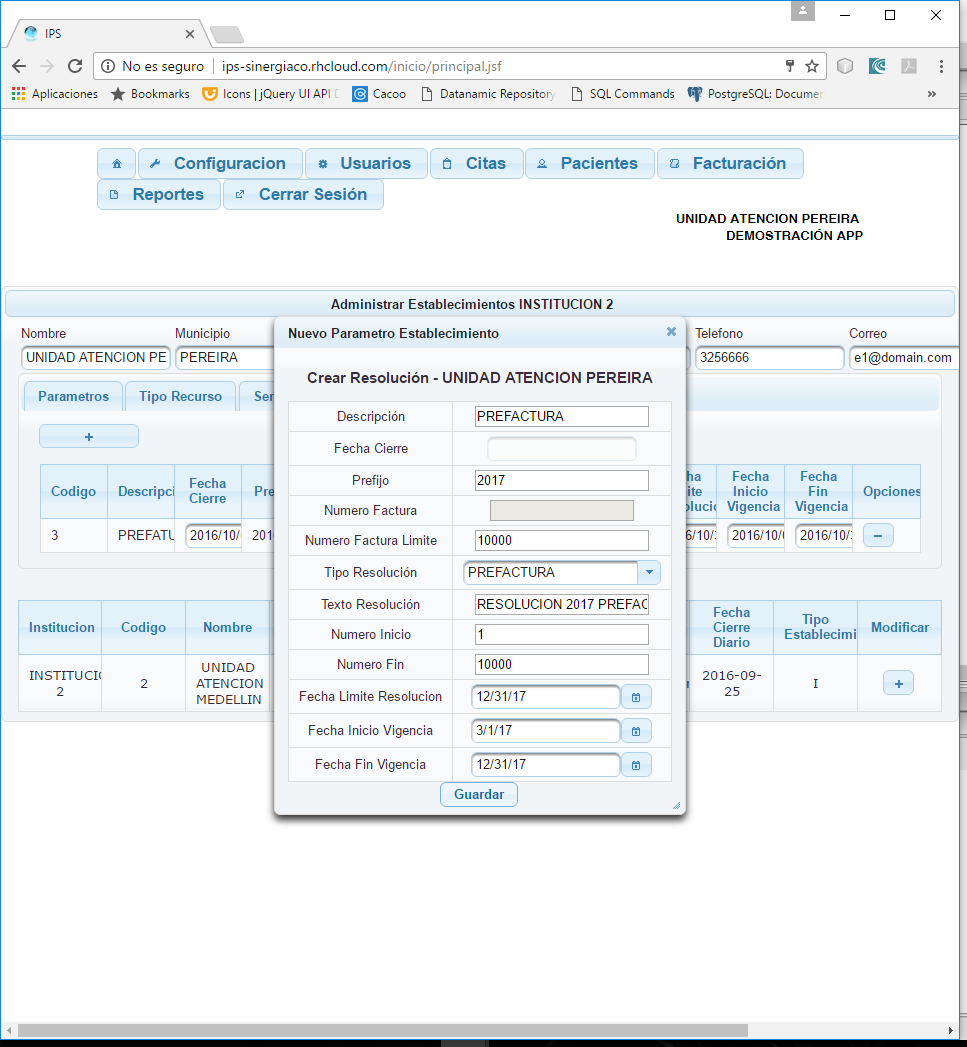 IPS
No es seguro ips-sinergiaco.rhcloud.com/inicio/principal.jsf
Aplicaciones Bookmarks Icons | jQuery UI API D Cacoo Datanamic Repository SQL Commands PostgreSQL: Documen »
Configuracion Usuarios Citas Pacientes Facturación
Reportes Cerrar Sesión
UNIDAD ATENCION PEREIRA
DEMOSTRACIÓN APP
Administrar Establecimientos INSTITUCION 2
Nombre Municipio Telefono Correo
UNIDAD ATENCION PE PEREIRA 3256666 e1@domain.com
Parametros Tipo Recurso Ser
+
Codigo Descripci Fecha Cierre Pre
Fecha Inicio Vigencia Fecha Fin Vigencia Opciones
3 PREFATU 2016/10/ 201 2016/10/ 2016/10/
Nuevo Parametro Establecimiento
Crear Resolución - UNIDAD ATENCION PEREIRA
Descripción PREFACTURA
Fecha Cierre
Prefijo 2017
Numero Factura
Numero Factura Limite 10000
Tipo Resolución PREFACTURA
Texto Resolución RESOLUCION 2017 PREFAC
Numero Inicio 1
Numero Fin 10000
Fecha Limite Resolucion 12/31/17
Fecha Inicio Vigencia 3/1/17
Fecha Fin Vigencia 12/31/17
Guardar
Institucion Codigo Nombre
Fecha Cierre Diario Tipo Establecimi Modificar
INSTITUCIO 2 2 UNIDAD ATENCION MEDELLIN
2016-09-25 I +